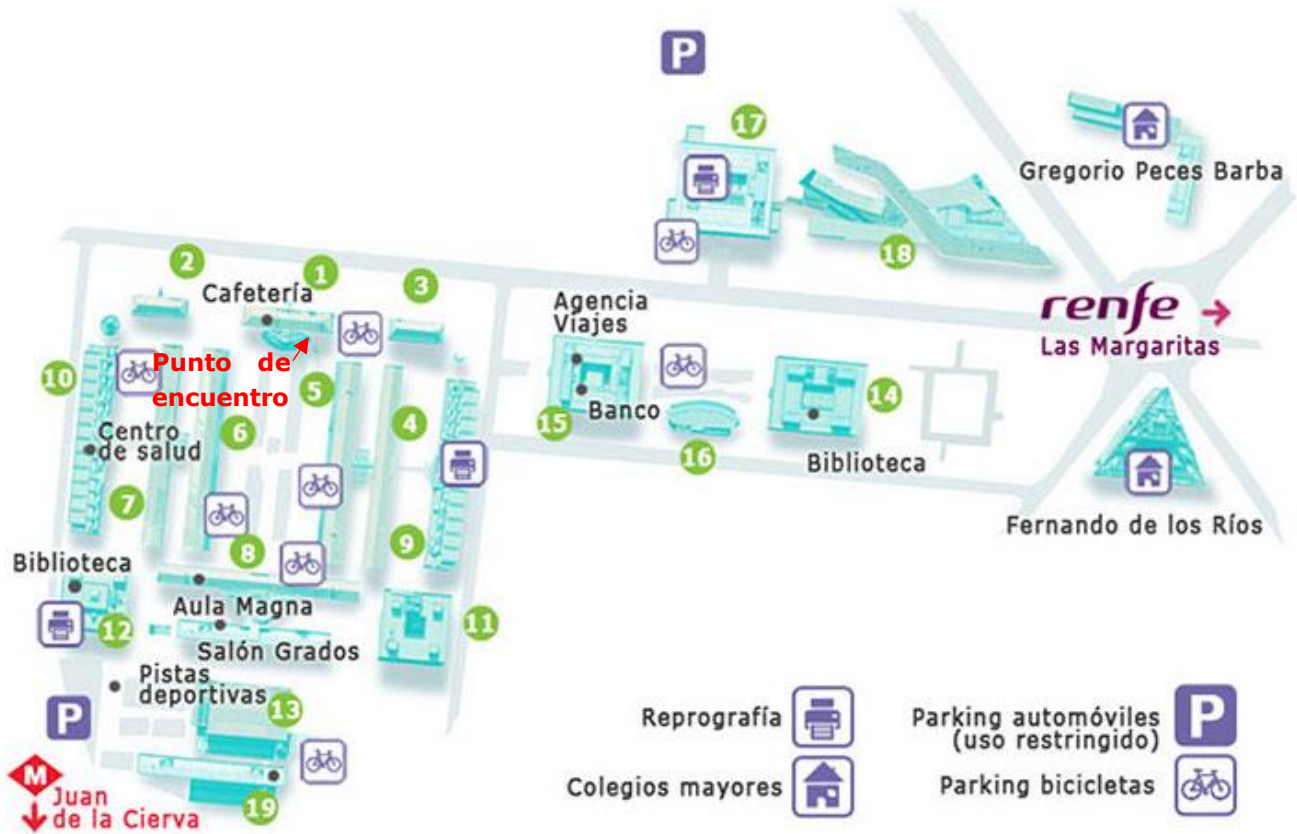 P
17
Gregorio Peces Barba
18
2
1
3
Cafetería
Agencia
Viajes
renfe
Las Margaritas
Punto de
encuentro
10
5
14
Banco
15
4
6
Centro
de salud
16
Biblioteca
7
Fernando de los Ríos
8
9
Biblioteca
Aula Magna
11
12
Salón Grados
Pistas
deportivas
13
P
Reprografía
Parking automóviles
(uso restringido)
P
M
Juan
de la Cierva
19
Colegios mayores
Parking bicicletas